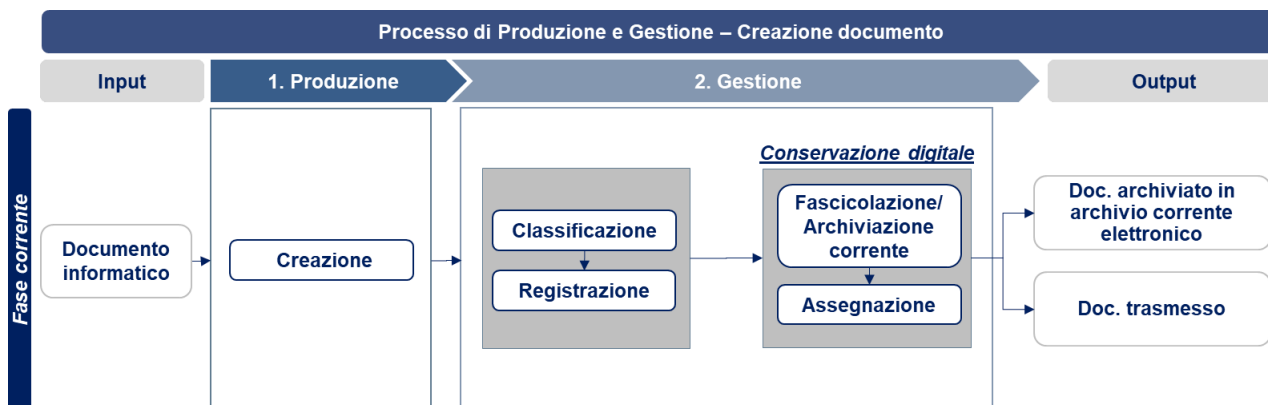 Processo di Produzione e Gestione – Creazione documento
Input
1. Produzione
2. Gestione
Output
Fase corrente
Documento
informatico
Creazione
Classificazione
Registrazione
Conservazione digitale
Fascicolazione/
Archiviazione
corrente
Assegnazione
Doc. archiviato in
archivio corrente
elettronico
Doc. trasmesso